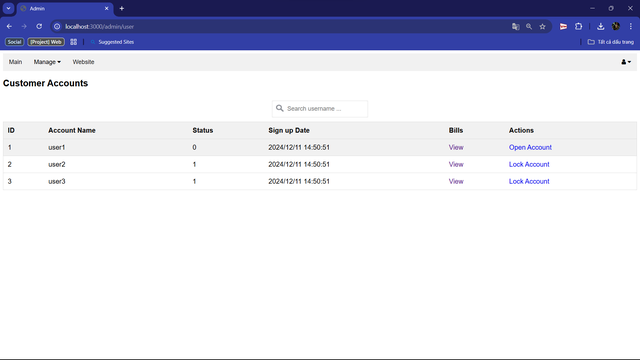 Admin
localhost:3000/admin/user
Social [Project] Web Suggested Sites Tất cả dấu trang
Main Manage Website
Customer Accounts
Search username ...
ID Account Name Status Sign up Date Bills Actions
1 user1 0 2024/12/11 14:50:51 View Open Account
2 user2 1 2024/12/11 14:50:51 View Lock Account
3 user3 1 2024/12/11 14:50:51 View Lock Account